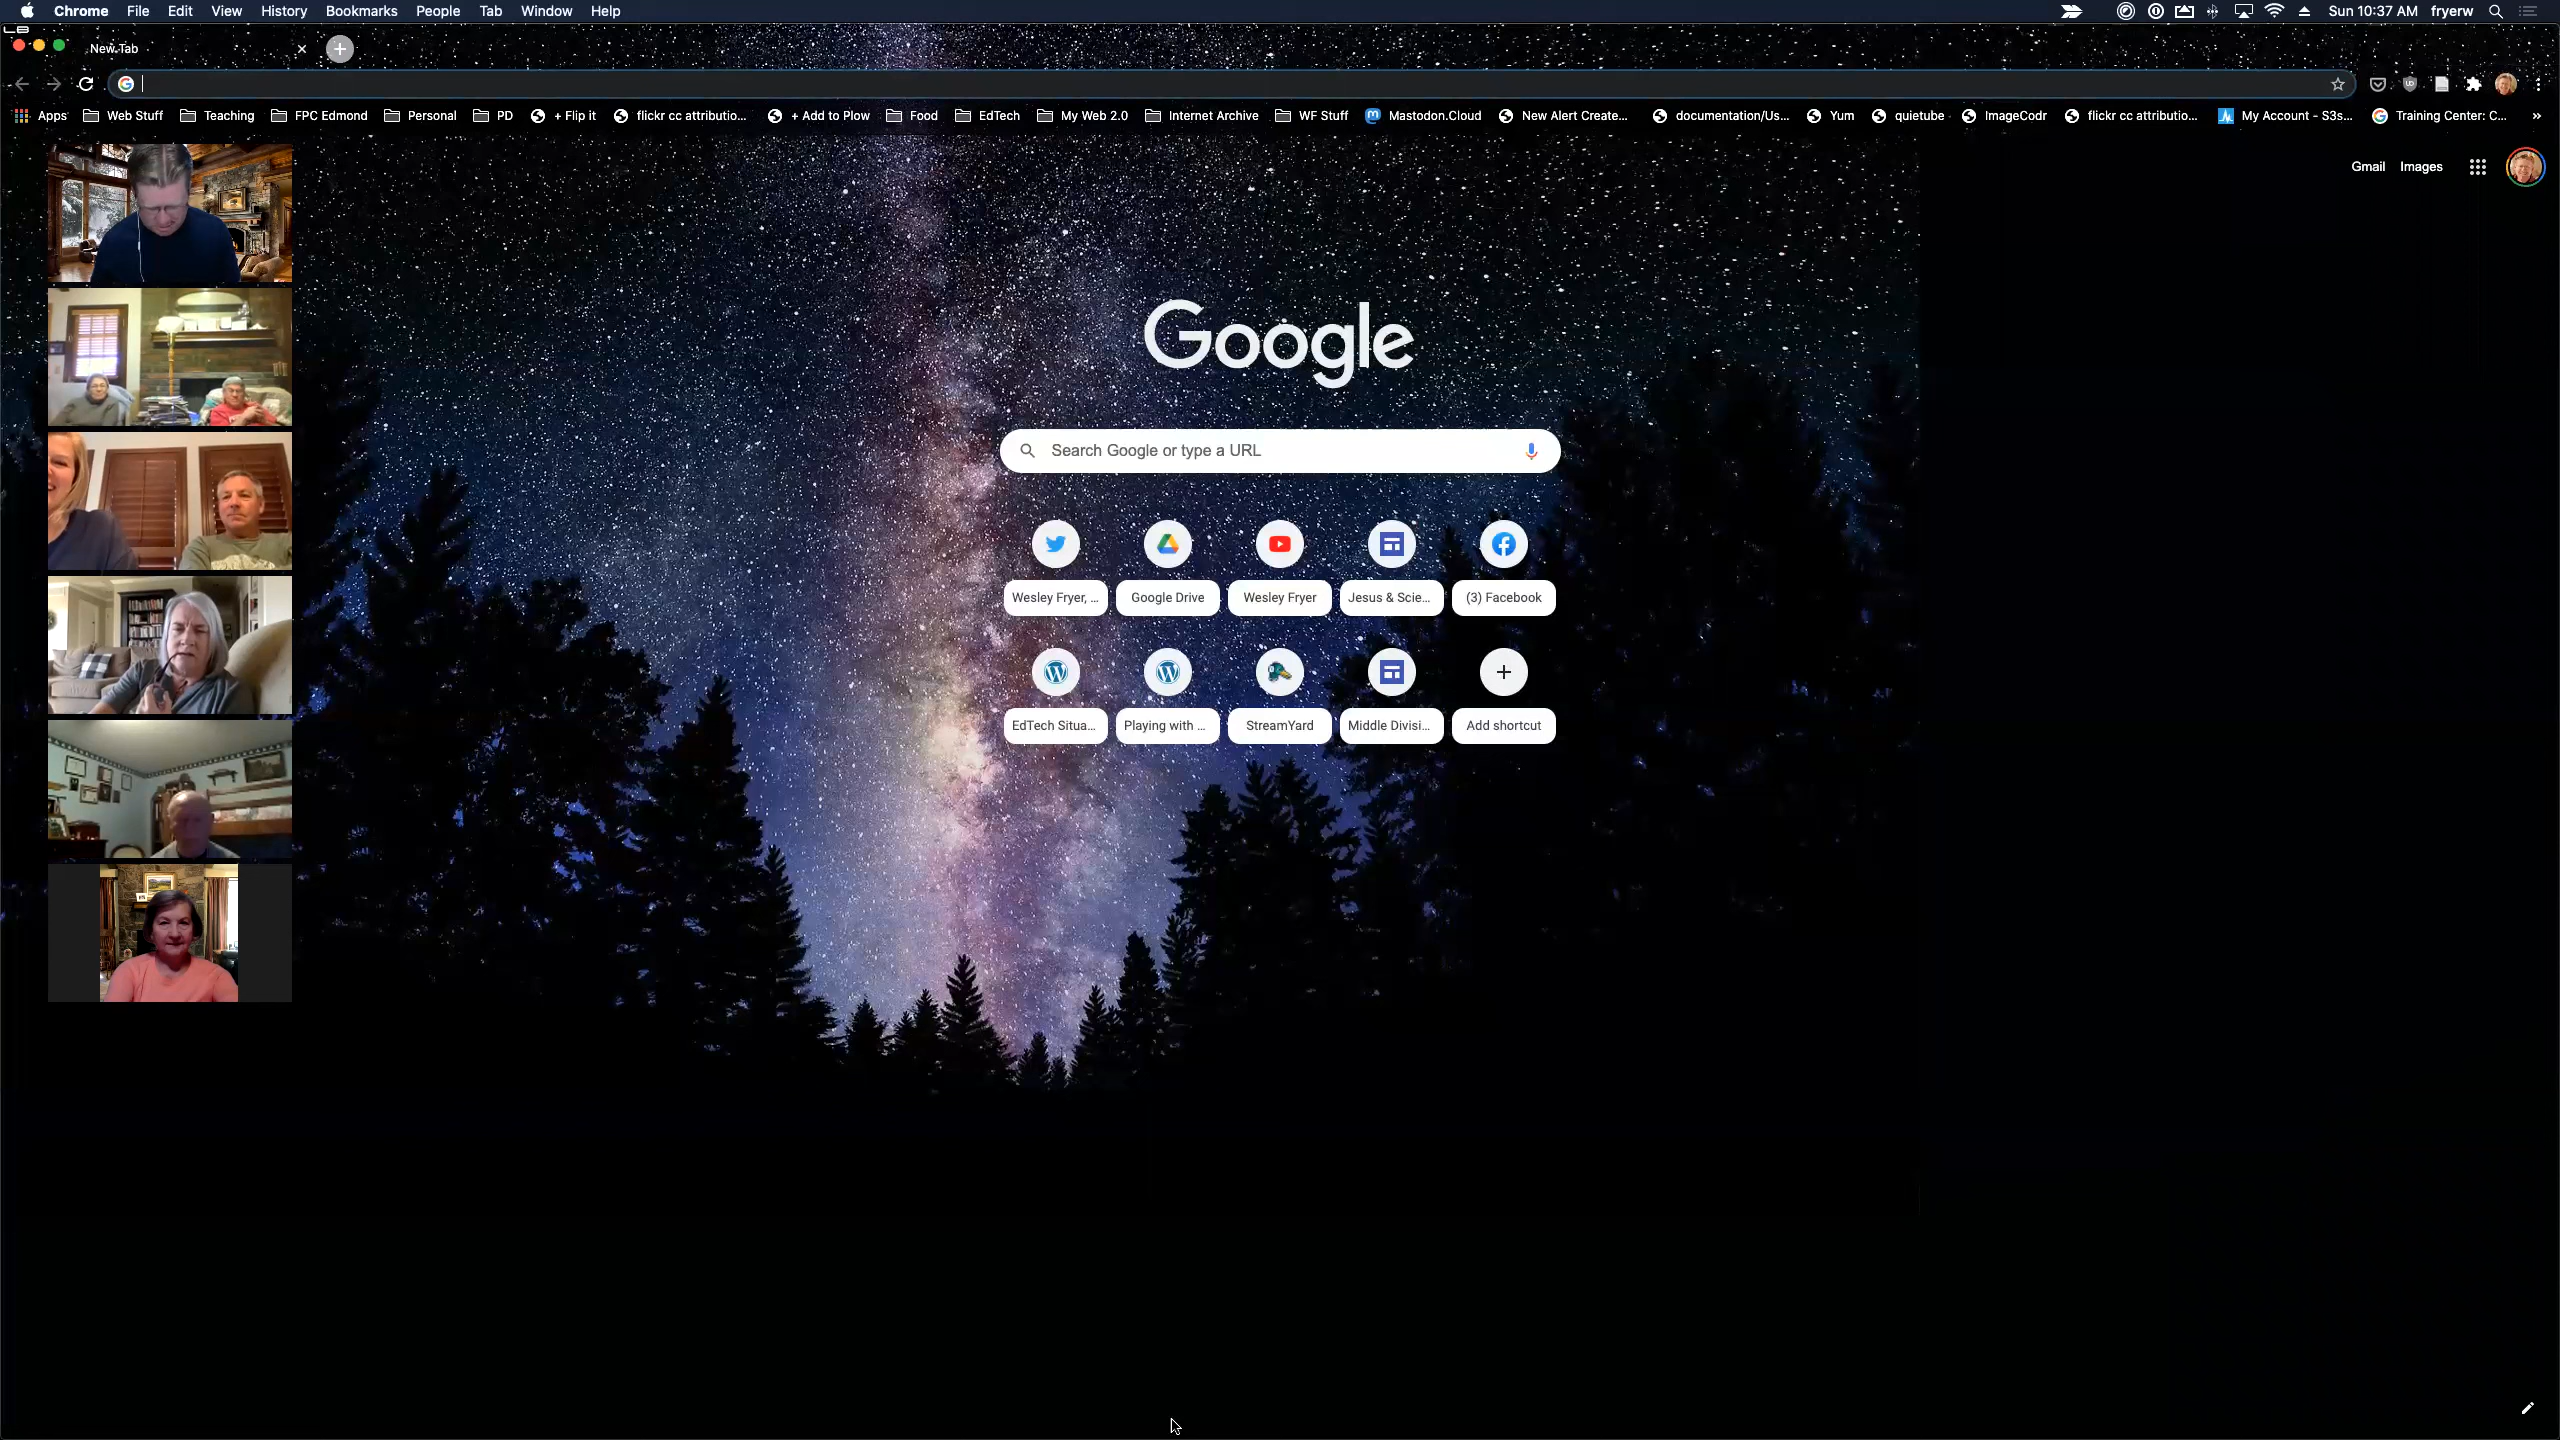 Chrome File Edit View History Bookmarks People Tab Window Help Sun 10:37 AM fryerw
New Tab
Apps Web Stuff Teaching FPC Edmond Personal PD + Flip it flickr cc attributio... + Add to Plow Food EdTech My Web 2.0 Internet Archive WF Stuff Mastodon.Cloud New Alert Create... documentation/Us... Yum quietube ImageCodr flickr cc attributio... My Account - S3s... Training Center: C... »
Gmail Images
Google
Search Google or type a URL
Wesley Fryer, ... Google Drive Wesley Fryer Jesus & Scie... (3) Facebook
EdTech Situa... Playing with ... StreamYard Middle Divisi... Add shortcut